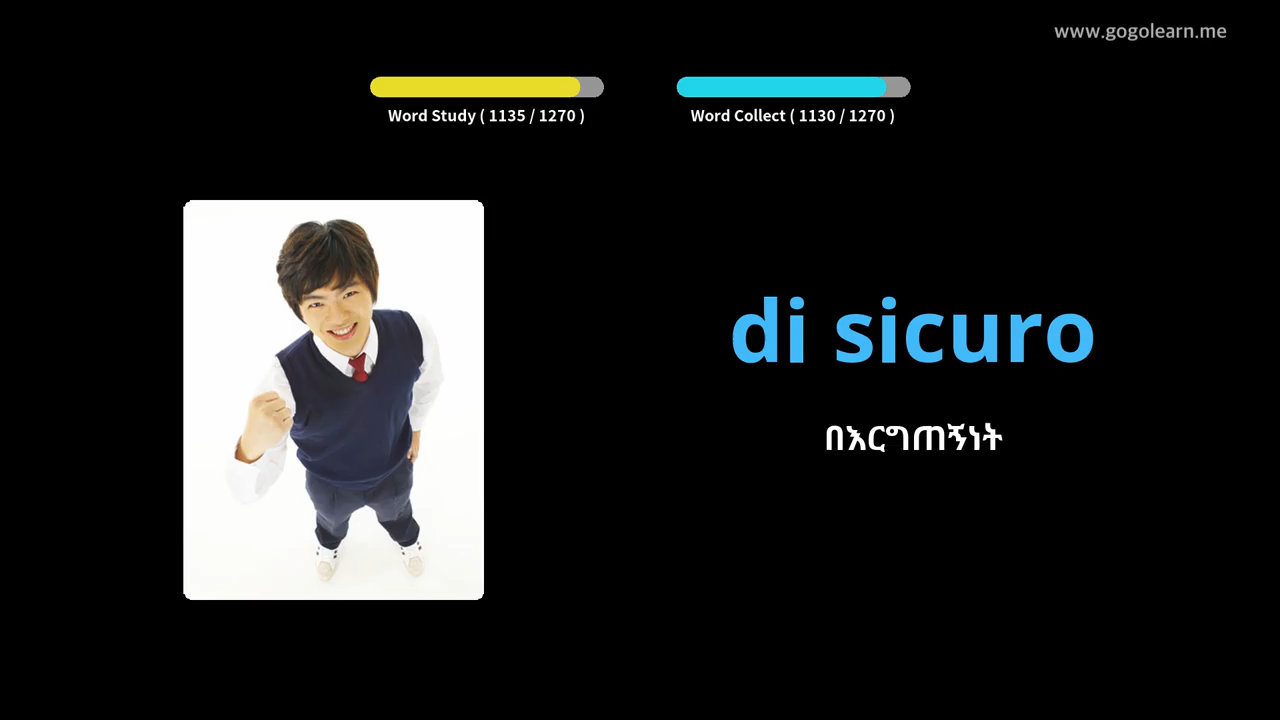 www.gogolearn.me
Word Study ( 1135 / 1270 )
Word Collect ( 1130 / 1270 )
di sicuro
በእርግጠኝነት